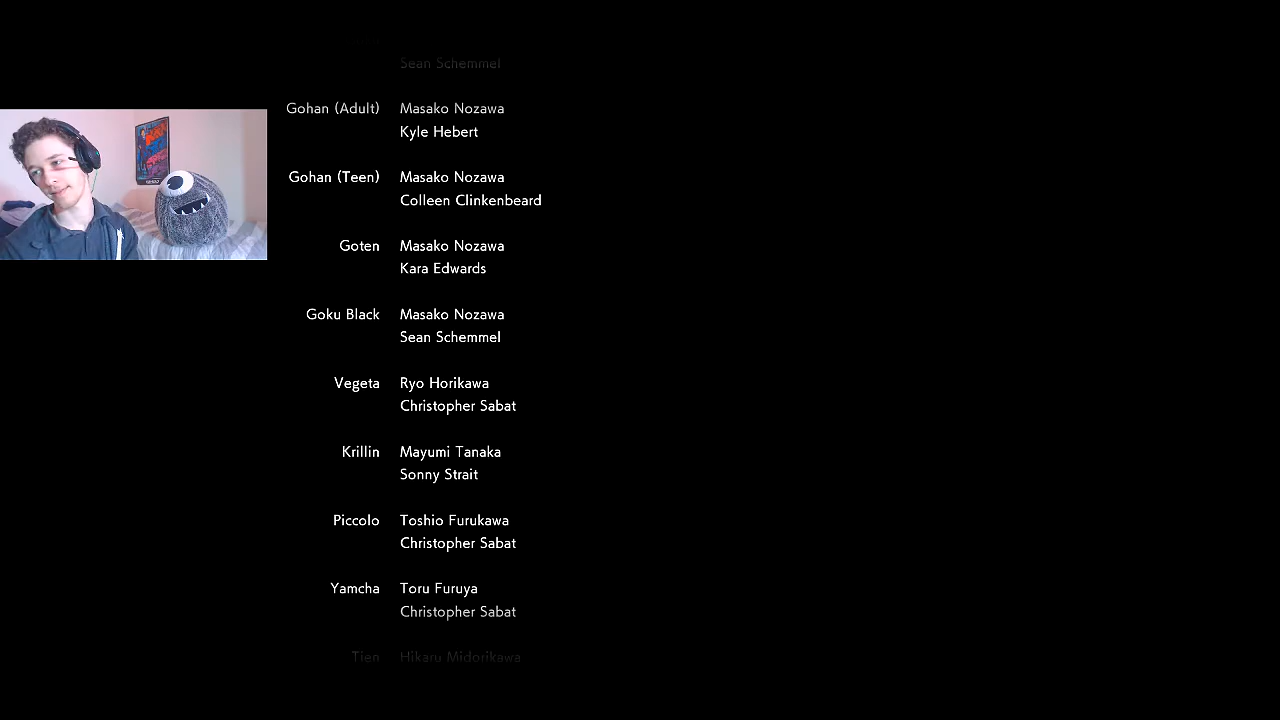 Sean Schemmel
Gohan (Adult) Masako Nozawa
Kyle Hebert
Gohan (Teen) Masako Nozawa
Colleen Clinkenbeard
Goten Masako Nozawa
Kara Edwards
Goku Black Masako Nozawa
Sean Schemmel
Vegeta Ryo Horikawa
Christopher Sabat
Krillin Mayumi Tanaka
Sonny Strait
Piccolo Toshio Furukawa
Christopher Sabat
Yamcha Toru Furuya
Christopher Sabat
Tien Hikaru Midorikawa